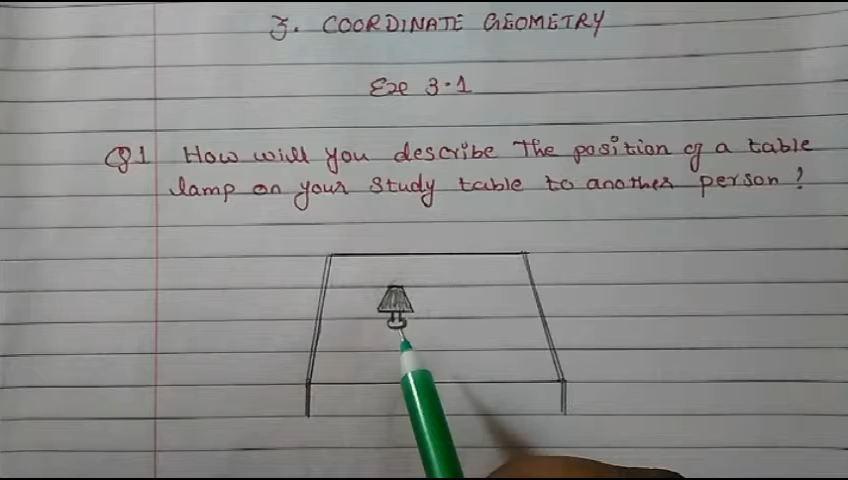 3. COORDINATE GEOMETRY
Exe 3.1
Q1 How will you describe the position of a table
lamp on your study table to another person?